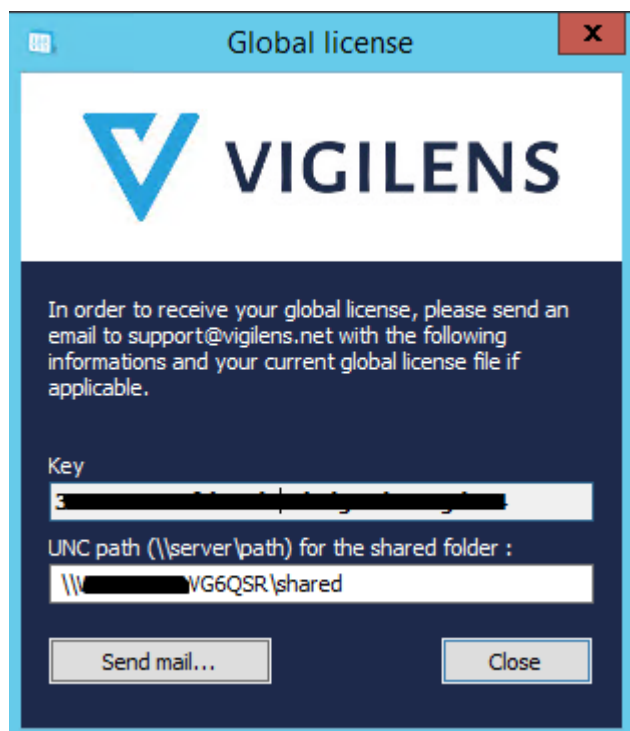 Global license
x
VIGILENS
In order to receive your global license, please send an
email to support@vigilens.net with the following
informations and your current global license file if
applicable.
Key
UNC path (\\server\path) for the shared folder :
VG6QSR\shared
Send mail...
Close